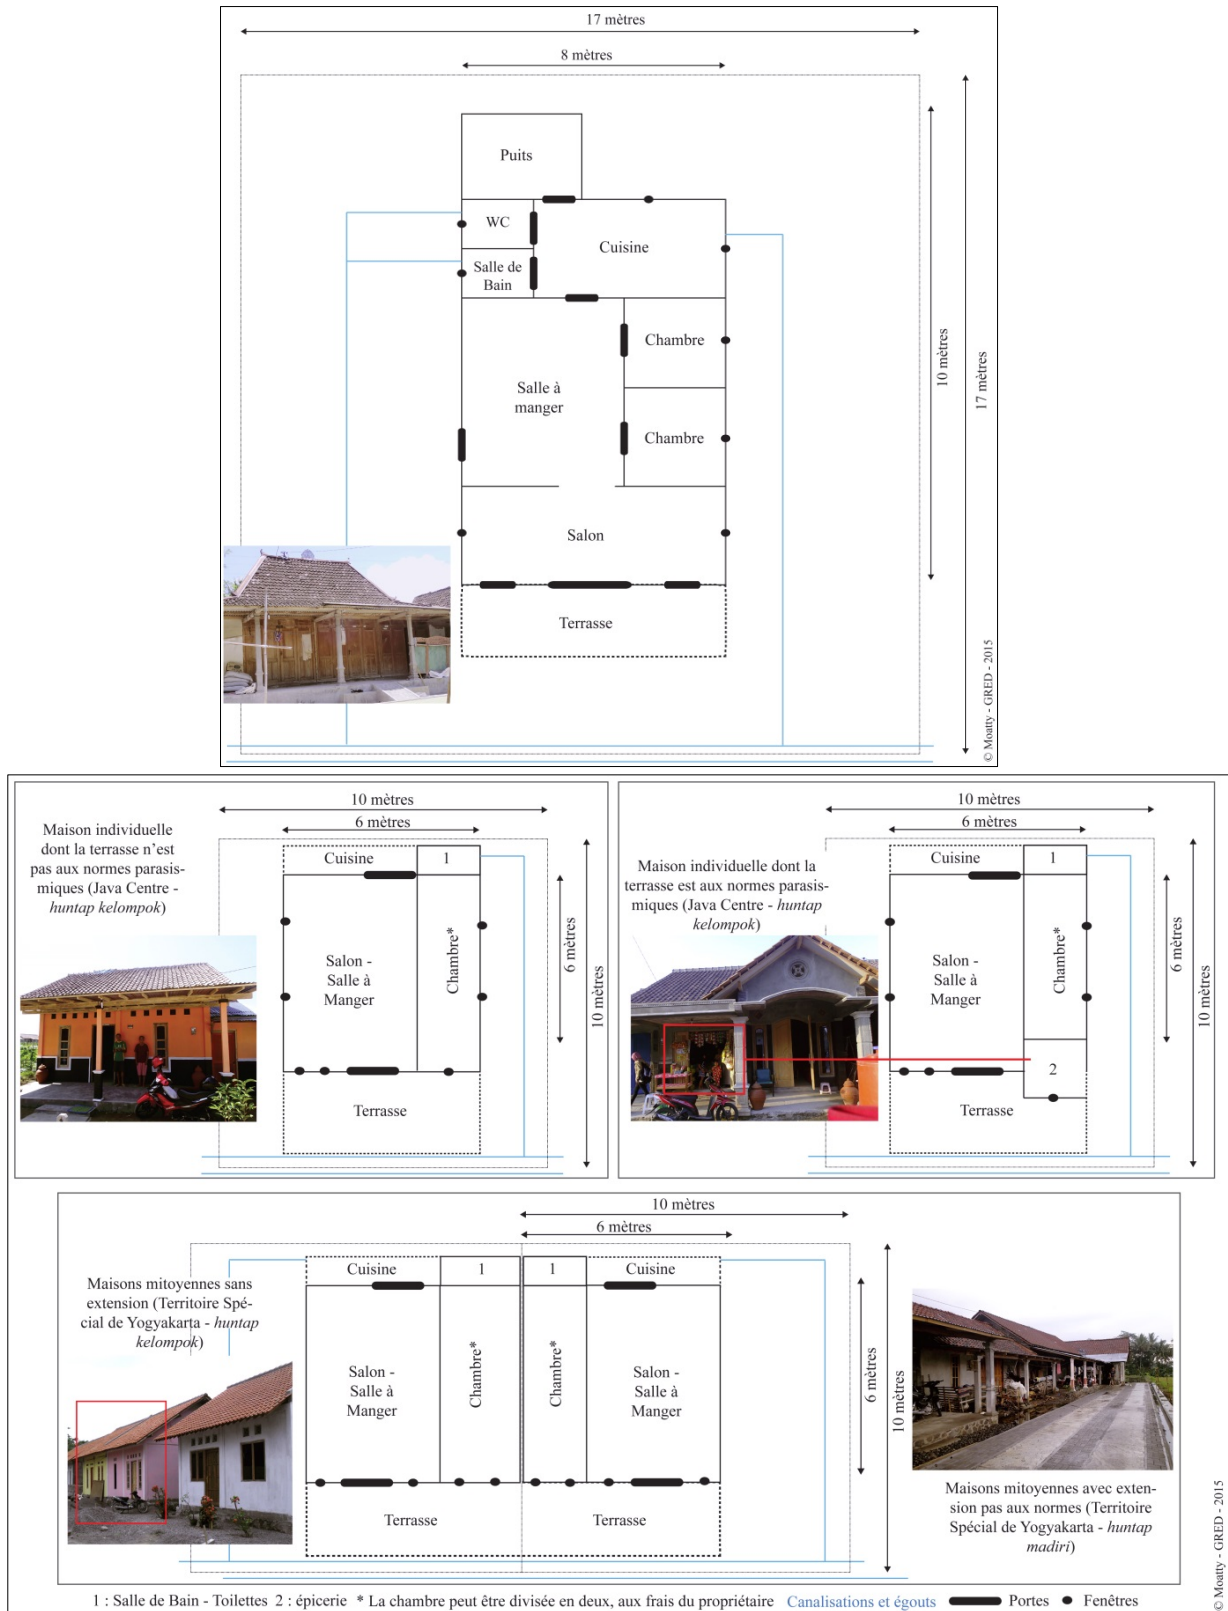 17 mètres
8 mètres
Puits
WC
Cuisine
Salle de
Bain
Chambre
Salle à
manger
Chambre
Salon
Terrasse
10 mètres
17 mètres
© Moatty - GRED - 2015
Maison individuelle
dont la terrasse n'est
pas aux normes parasis-
miques (Java Centre -
huntap kelompok)
10 mètres
6 mètres
Cuisine
1
Salon -
Salle à
Manger
Chambre*
Terrasse
6 mètres
10 mètres
Maison individuelle dont la
terrasse est aux normes parasis-
miques (Java Centre - huntap
kelompok)
10 mètres
6 mètres
Cuisine
1
Salon -
Salle à
Manger
Chambre*
2
Terrasse
6 mètres
10 mètres
Maisons mitoyennes sans
extension (Territoire Spé-
cial de Yogyakarta - huntap
kelompok)
10 mètres
6 mètres
Cuisine
1
1
Cuisine
Salon -
Salle à
Manger
Chambre*
Chambre*
Salon -
Salle à
Manger
Terrasse
Terrasse
6 mètres
10 mètres
Maisons mitoyennes avec exten-
sion pas aux normes (Territoire
Spécial de Yogyakarta - huntap
madiri)
1 : Salle de Bain - Toilettes 2 : épicerie * La chambre peut être divisée en deux, aux frais du propriétaire Canalisations et égouts Portes Fenêtres
© Moatty - GRED - 2015